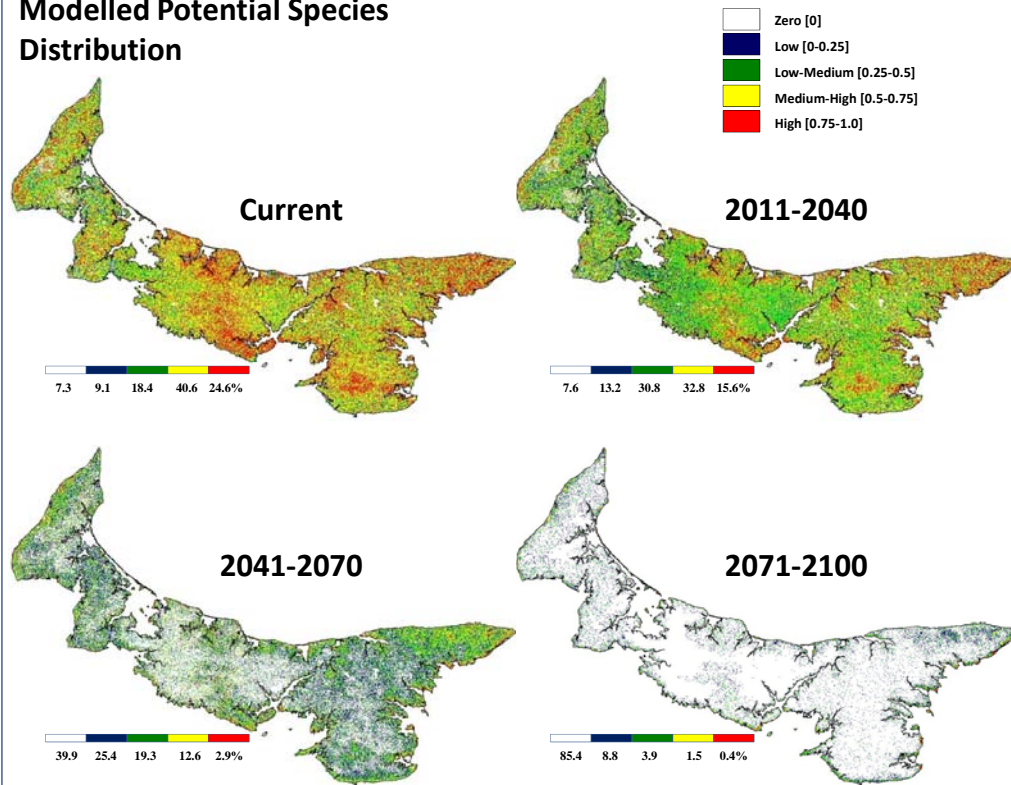 Modelled Potential Species
Distribution
Zero [0]
Low [0-0.25]
Low-Medium [0.25-0.5]
Medium-High [0.5-0.75]
High [0.75-1.0]
Current
7.3 9.1 18.4 40.6 24.6%
2011-2040
7.6 13.2 30.8 32.8 15.6%
2041-2070
39.9 25.4 19.3 12.6 2.9%
2071-2100
85.4 8.8 3.9 1.5 0.4%